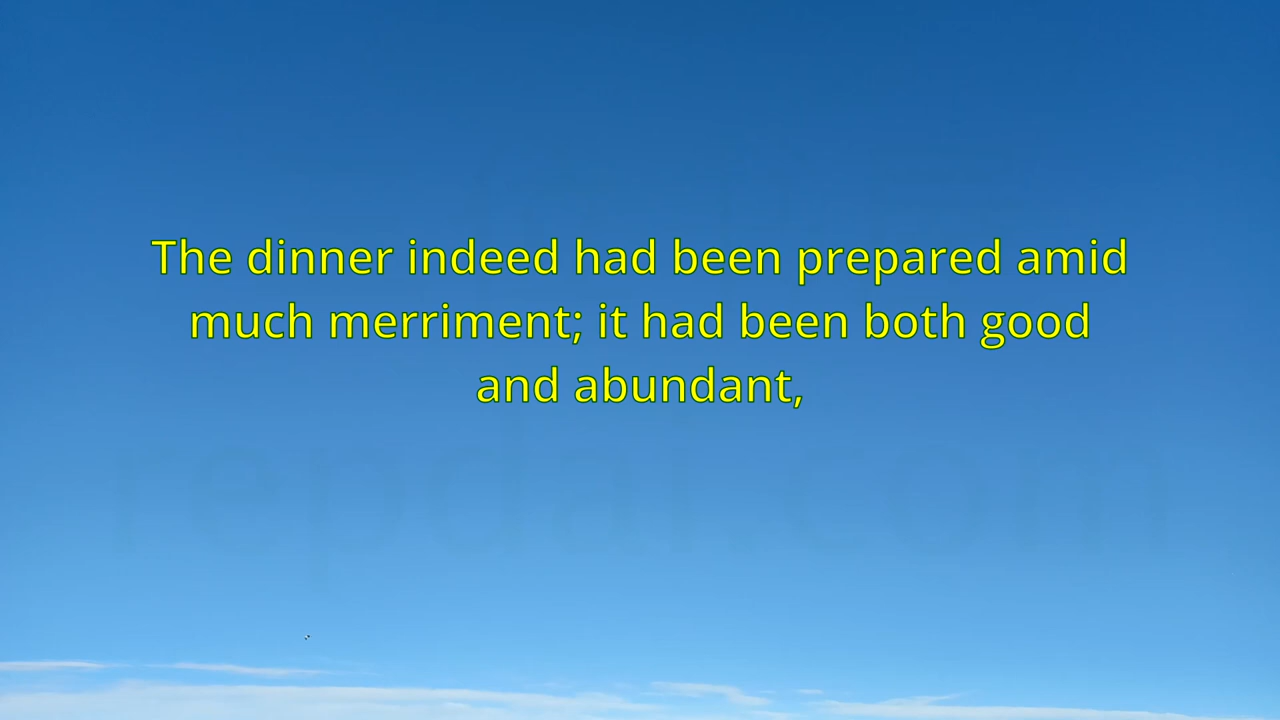 The dinner indeed had been prepared amid
much merriment; it had been both good
and abundant,